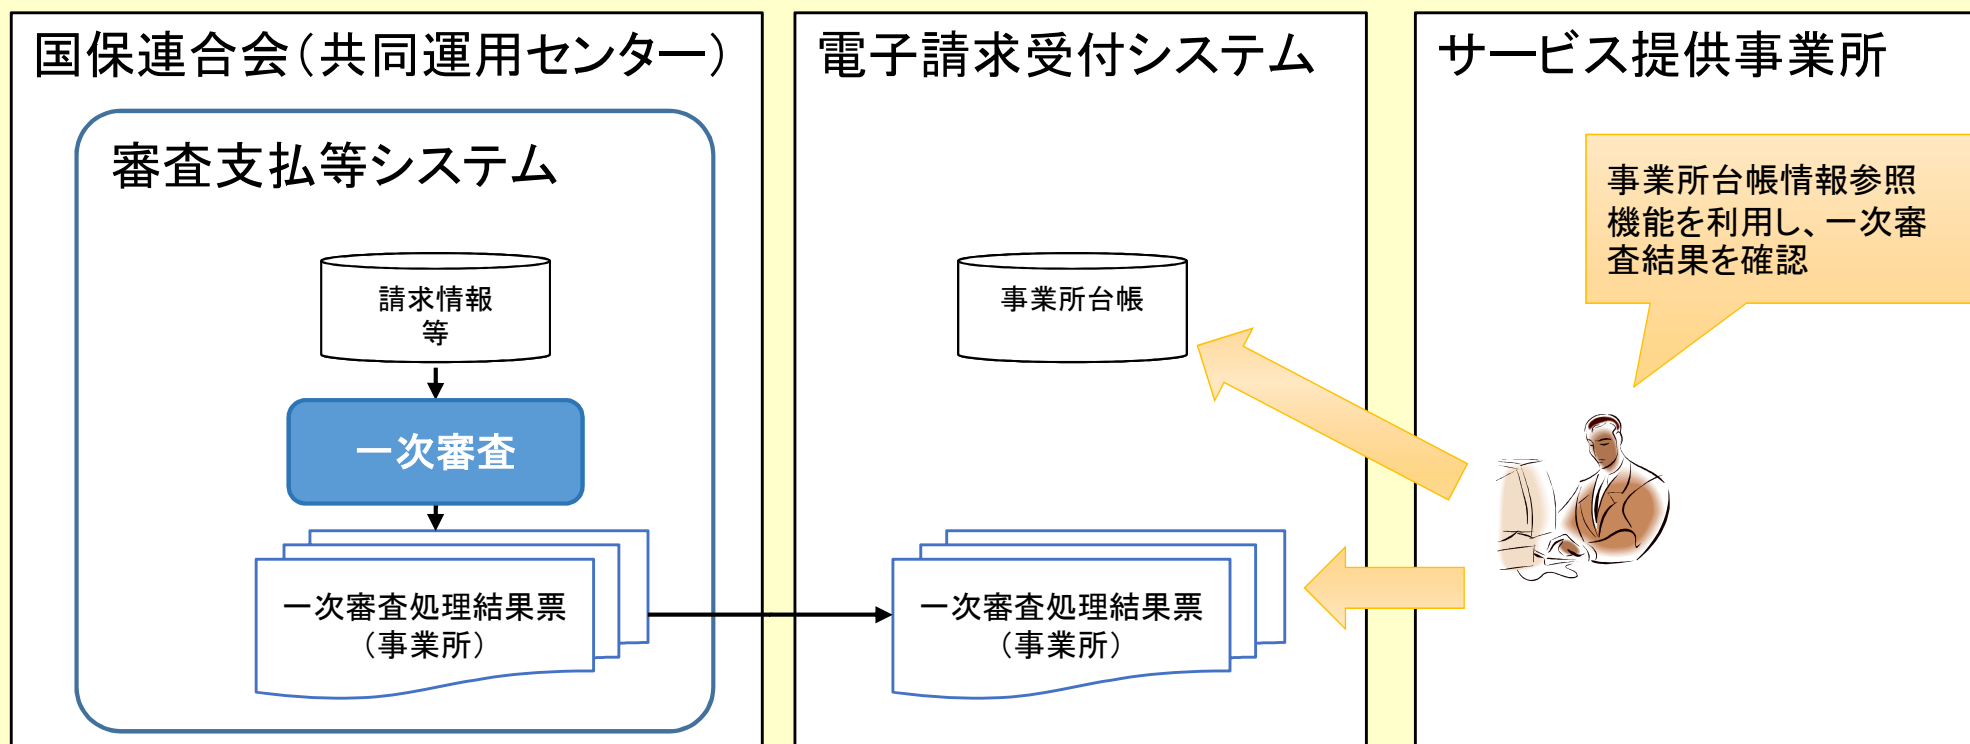 国保連合会（共同運用センター）
審査支払等システム
請求情報
等
一次審査
一次審査処理結果票
（事業所）
電子請求受付システム
事業所台帳
一次審査処理結果票
（事業所）
サービス提供事業所
事業所台帳情報参照
機能を利用し、一次審
査結果を確認